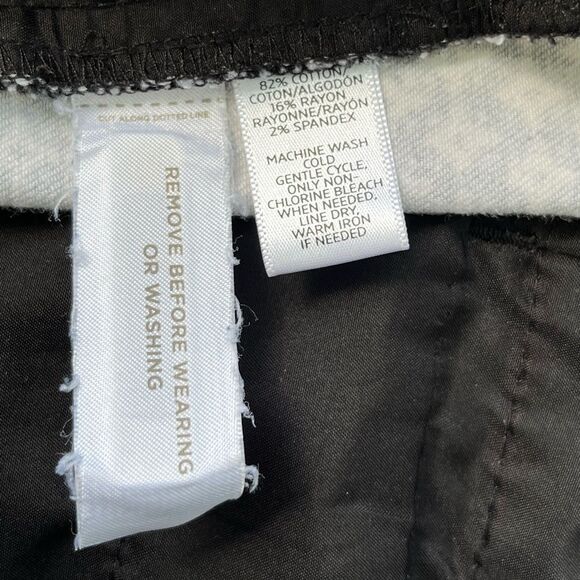 CUT ALONG DOTTED LINE
REMOVE BEFORE WEARING
OR WASHING
82% COTTON/
COTON/ALGODÓN
16% RAYON
RAYONNE/RAYÓN
2% SPANDEX
MACHINE WASH
COLD
GENTLE CYCLE,
ONLY NON-
CHLORINE BLEACH
WHEN NEEDED,
LINE DRY,
WARM IRON
IF NEEDED